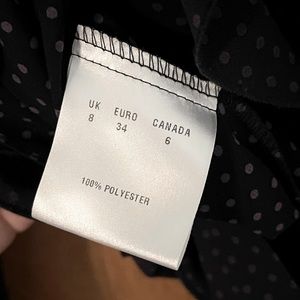 UK EURO CANADA
8 34 6
100% POLYESTER